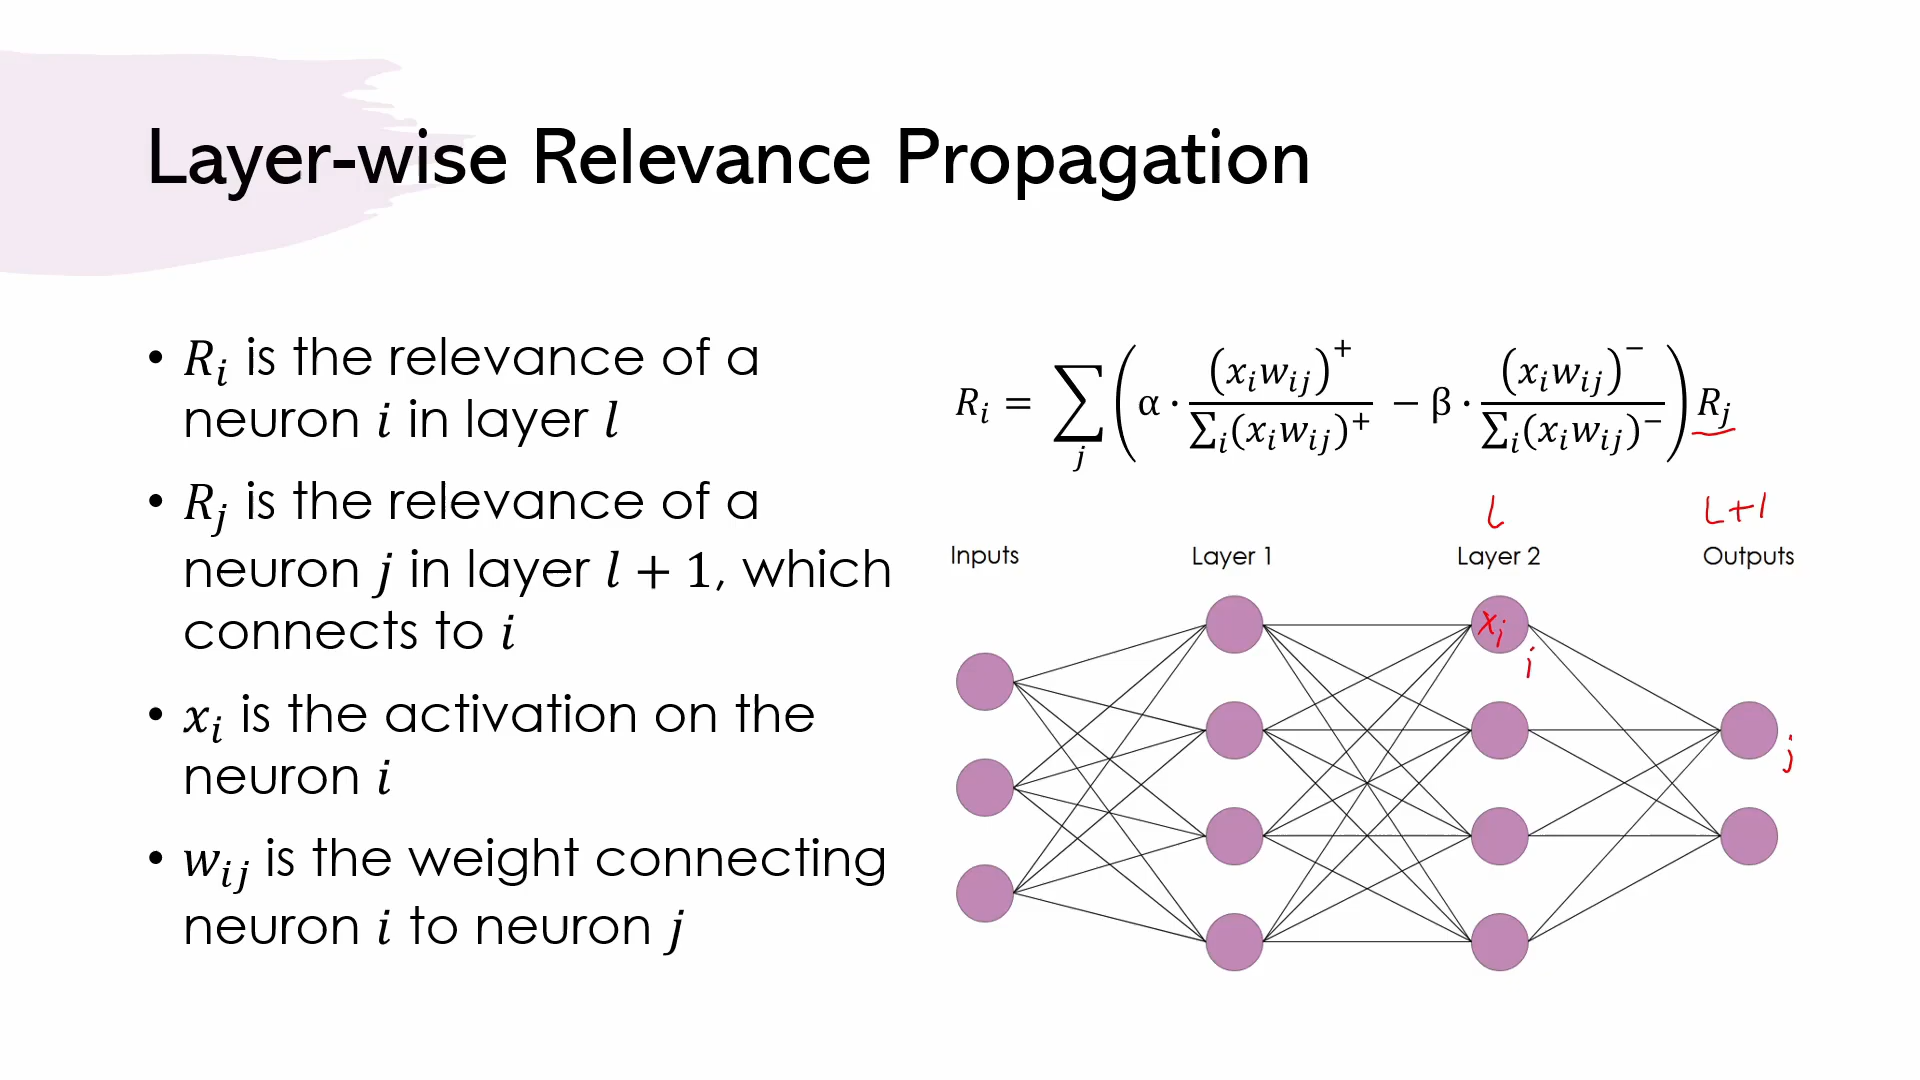 Layer-wise Relevance Propagation
• R_i is the relevance of a
neuron i in layer l
• R_j is the relevance of a
neuron j in layer l + 1, which
connects to i
• x_i is the activation on the
neuron i
• w_ij is the weight connecting
neuron i to neuron j
R_i = ∑_j (α · (x_i w_ij)^+ / ∑_i (x_i w_ij)^+ − β · (x_i w_ij)^− / ∑_i (x_i w_ij)^−) R_j
l L+1
Inputs Layer 1 Layer 2 Outputs
x_i
i
j